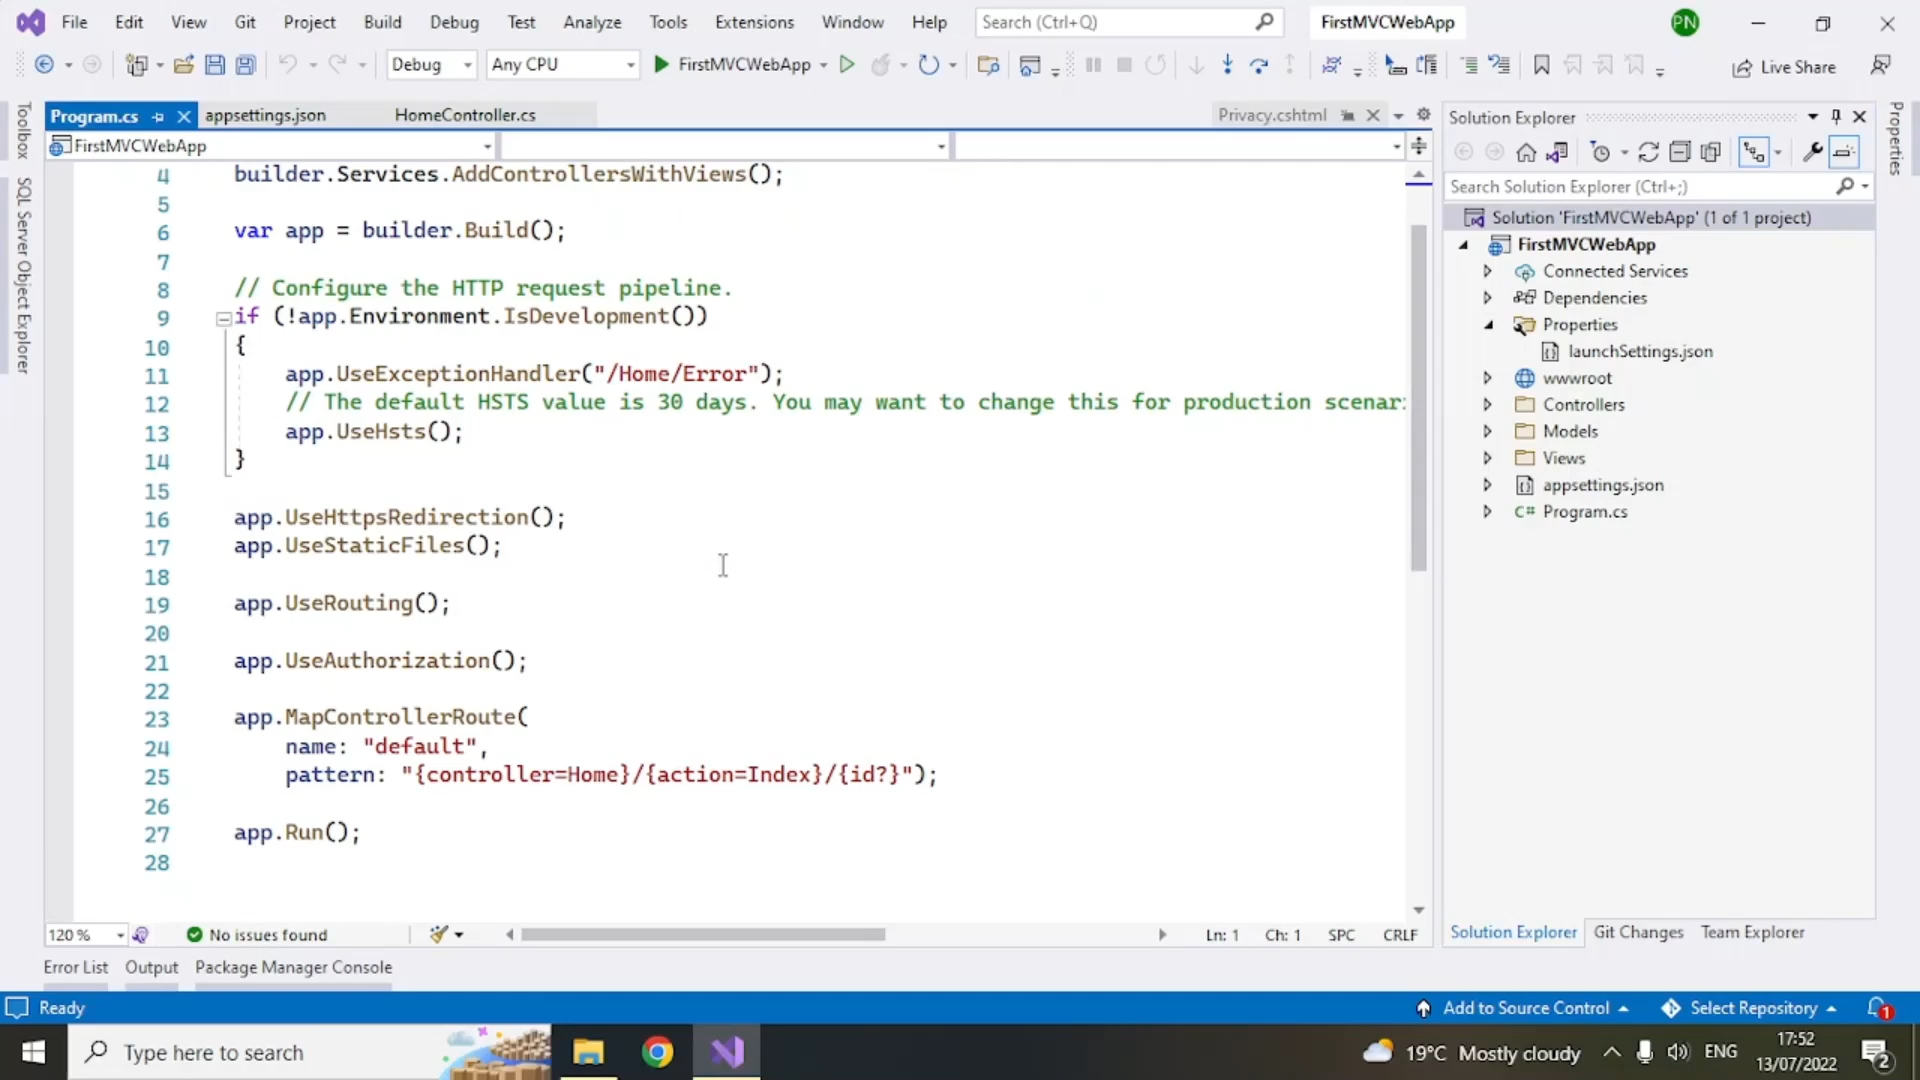 File Edit View Git Project Build Debug Test Analyze Tools Extensions Window Help Search (Ctrl+Q) FirstMVCWebApp PN
Debug Any CPU FirstMVCWebApp Live Share
Toolbox
SQL Server Object Explorer
Program.cs appsettings.json HomeController.cs Privacy.cshtml
FirstMVCWebApp
4 builder.Services.AddControllersWithViews();
5
6 var app = builder.Build();
7
8 // Configure the HTTP request pipeline.
9 if (!app.Environment.IsDevelopment())
10 {
11 app.UseExceptionHandler("/Home/Error");
12 // The default HSTS value is 30 days. You may want to change this for production scenar
13 app.UseHsts();
14 }
15
16 app.UseHttpsRedirection();
17 app.UseStaticFiles();
18
19 app.UseRouting();
20
21 app.UseAuthorization();
22
23 app.MapControllerRoute(
24 name: "default",
25 pattern: "{controller=Home}/{action=Index}/{id?}");
26
27 app.Run();
28
120 % No issues found Ln: 1 Ch: 1 SPC CRLF
Error List Output Package Manager Console
Solution Explorer
Search Solution Explorer (Ctrl+;)
Solution 'FirstMVCWebApp' (1 of 1 project)
FirstMVCWebApp
Connected Services
Dependencies
Properties
launchSettings.json
wwwroot
Controllers
Models
Views
appsettings.json
C# Program.cs
Solution Explorer Git Changes Team Explorer
Properties
Ready Add to Source Control Select Repository 1
Type here to search 19°C Mostly cloudy ENG 17:52
13/07/2022 2